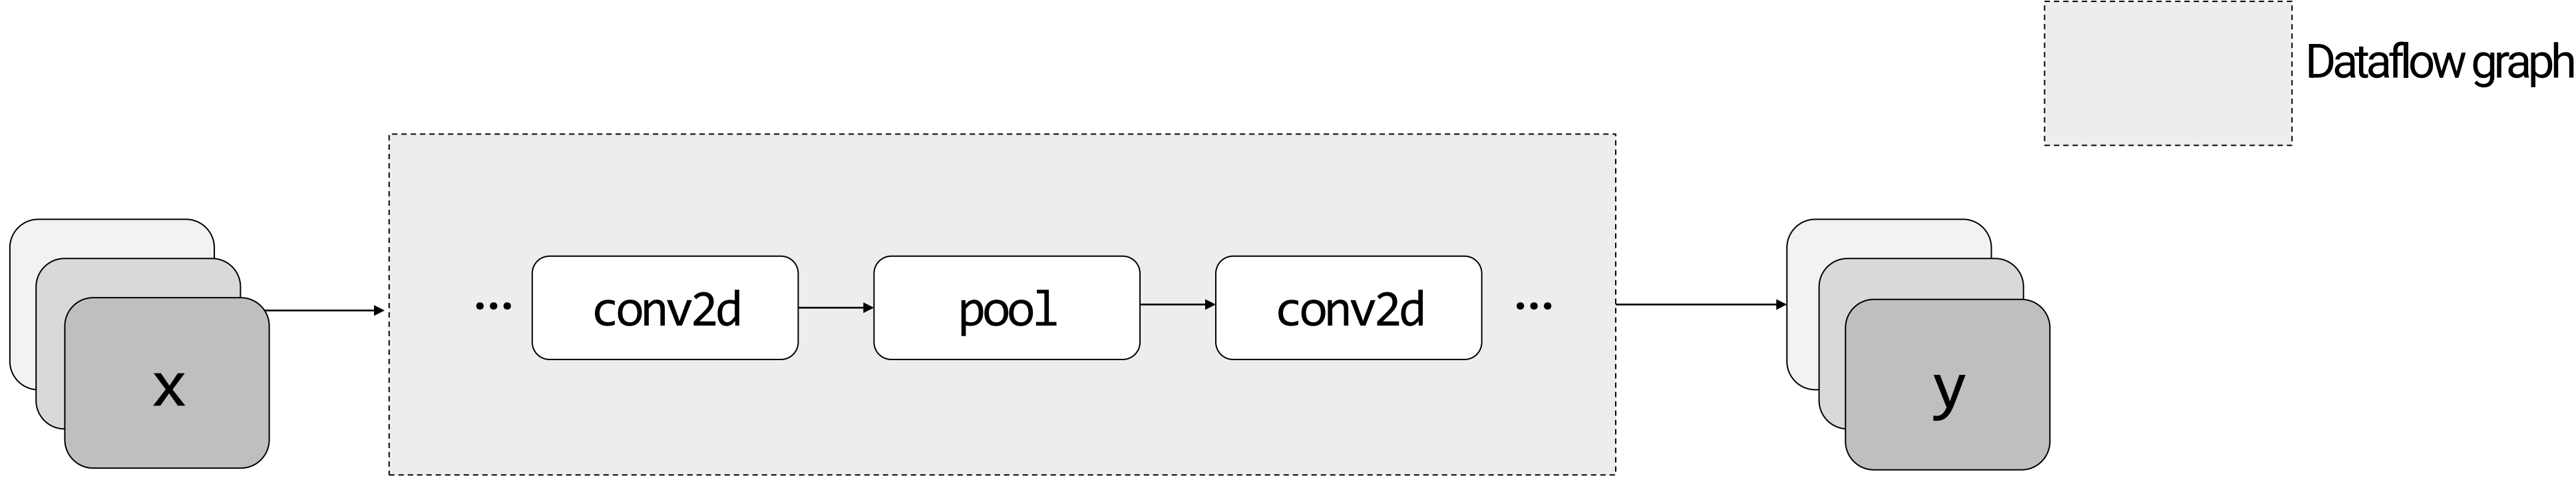 Dataflow graph
... conv2d pool conv2d ...
x
y